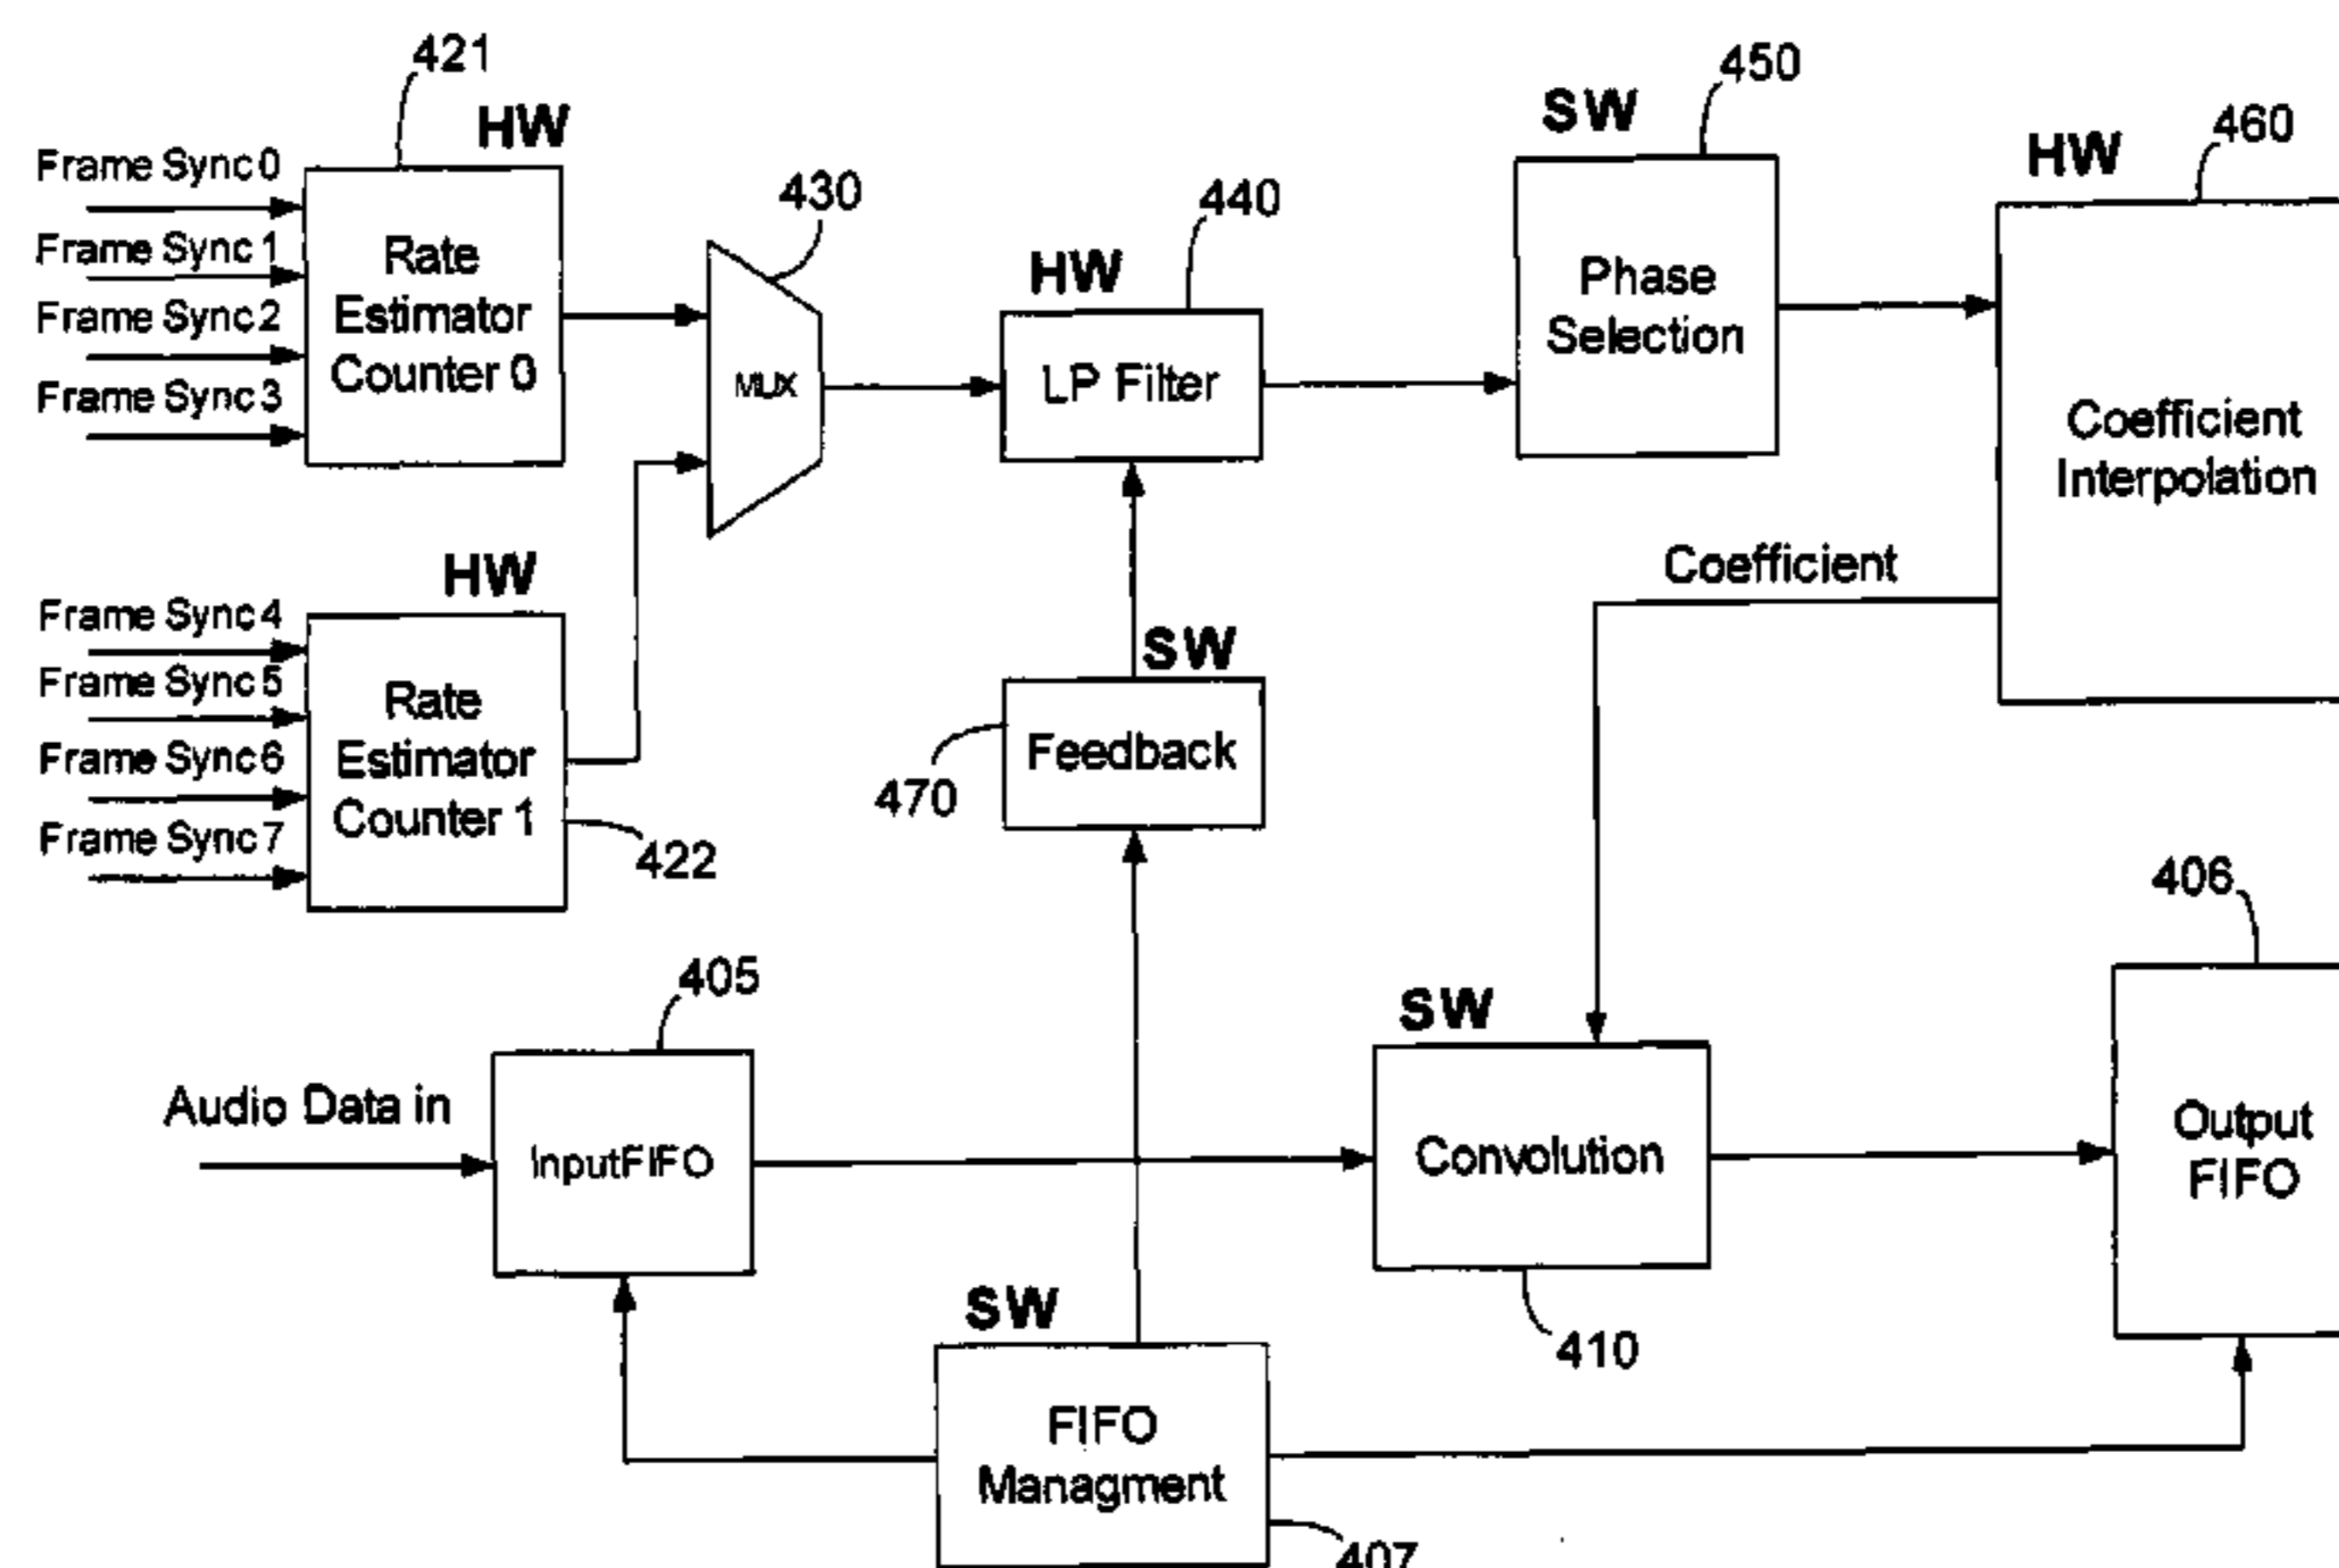 421
HW
Frame Sync 0
Frame Sync 1
Frame Sync 2
Frame Sync 3
Rate
Estimator
Counter 0
430
MUX
440
HW
LP Filter
450
SW
Phase
Selection
460
HW
Coefficient
Interpolation
Coefficient
HW
Frame Sync 4
Frame Sync 5
Frame Sync 6
Frame Sync 7
Rate
Estimator
Counter 1
422
SW
Feedback
470
405
Audio Data in
InputFIFO
SW
Convolution
410
406
Output
FIFO
SW
FIFO
Managment
407